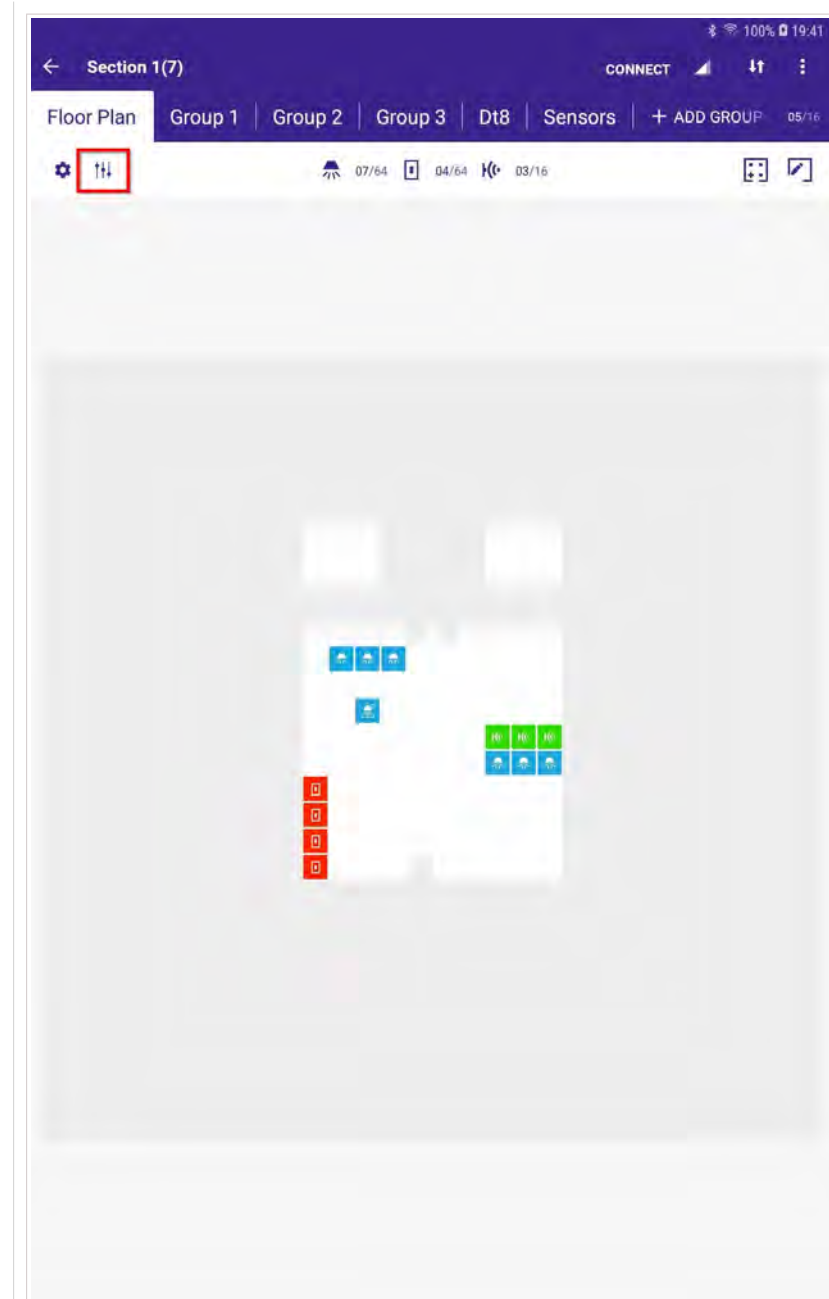 100% 19:41
Section 1(7) CONNECT
Floor Plan Group 1 Group 2 Group 3 Dt8 Sensors + ADD GROUP 05/16
07/64 04/64 03/16